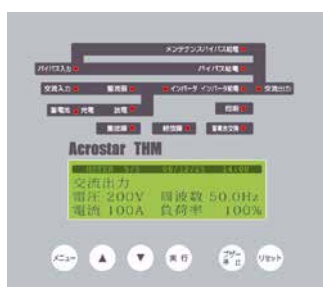 メンテナンスバイパス給電
バイパス入力 バイパス給電
交流入力 整流器 インバータ インバータ給電 交流出力
蓄電池 充電 放電
重故障 軽故障 蓄電池交換
Acrostar THM
交流出力
電圧 200V 周波数 50.0Hz
電流 100A 負荷率 100%
メニュー ▲ ▼ 実行 ブザー停止 リセット